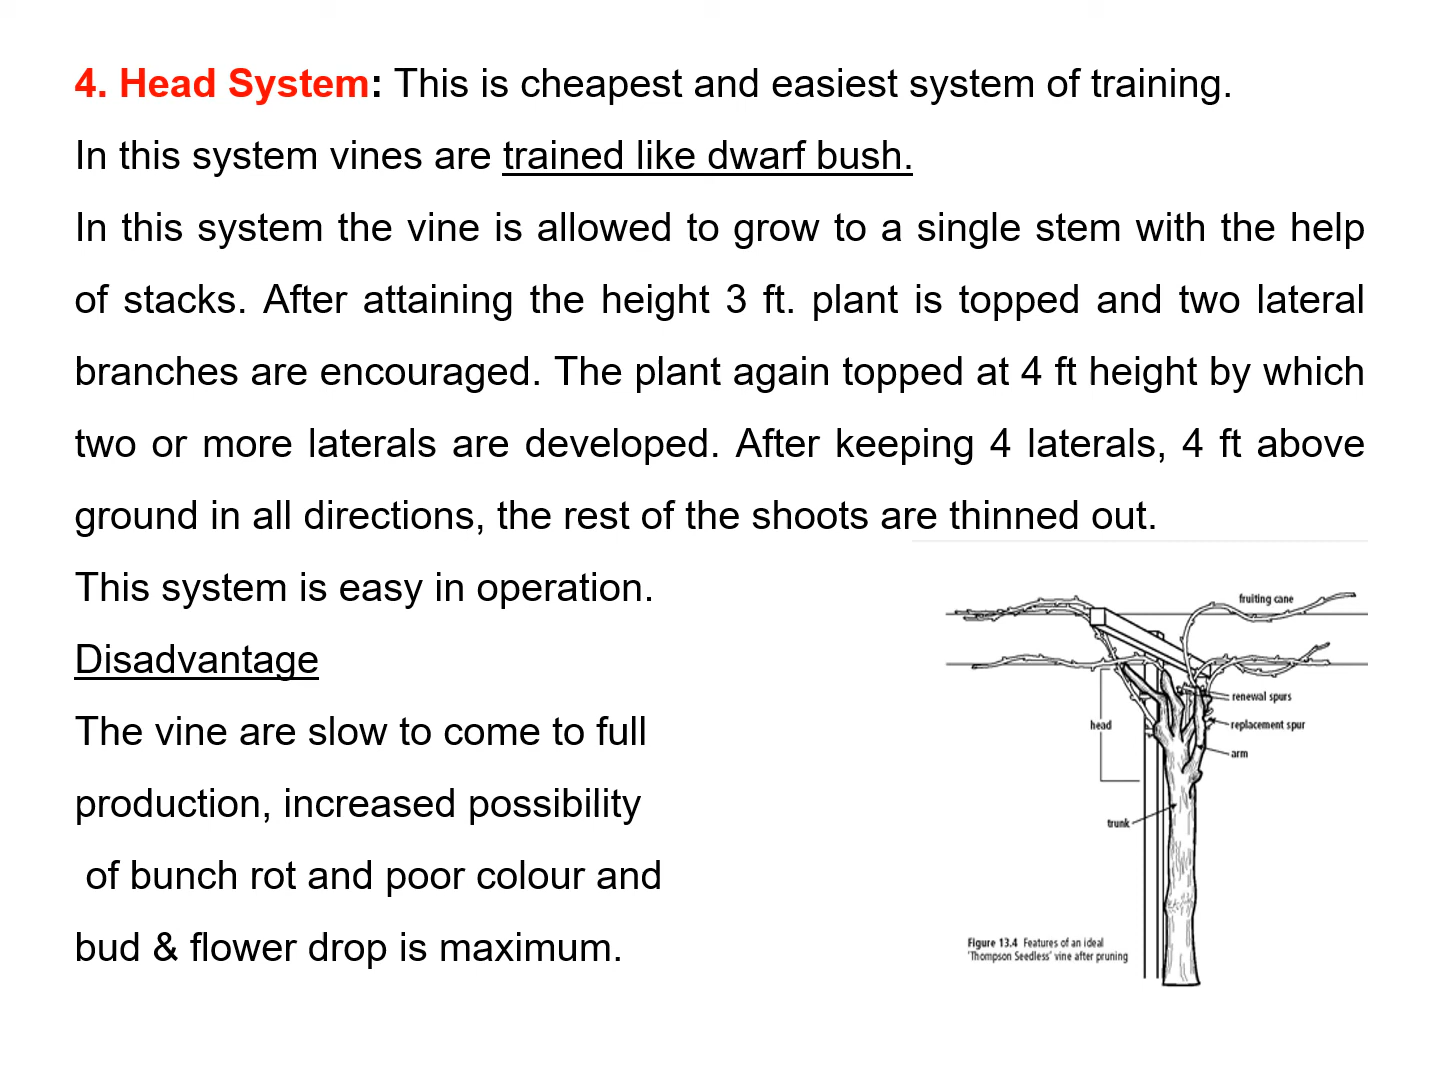 4. Head System: This is cheapest and easiest system of training.
In this system vines are trained like dwarf bush.
In this system the vine is allowed to grow to a single stem with the help
of stacks. After attaining the height 3 ft. plant is topped and two lateral
branches are encouraged. The plant again topped at 4 ft height by which
two or more laterals are developed. After keeping 4 laterals, 4 ft above
ground in all directions, the rest of the shoots are thinned out.
This system is easy in operation.
Disadvantage
The vine are slow to come to full
production, increased possibility
of bunch rot and poor colour and
bud & flower drop is maximum.
fruiting cane
renewal spurs
head
replacement spur
arm
trunk
Figure 13.4 Features of an ideal
'Thompson Seedless' vine after pruning